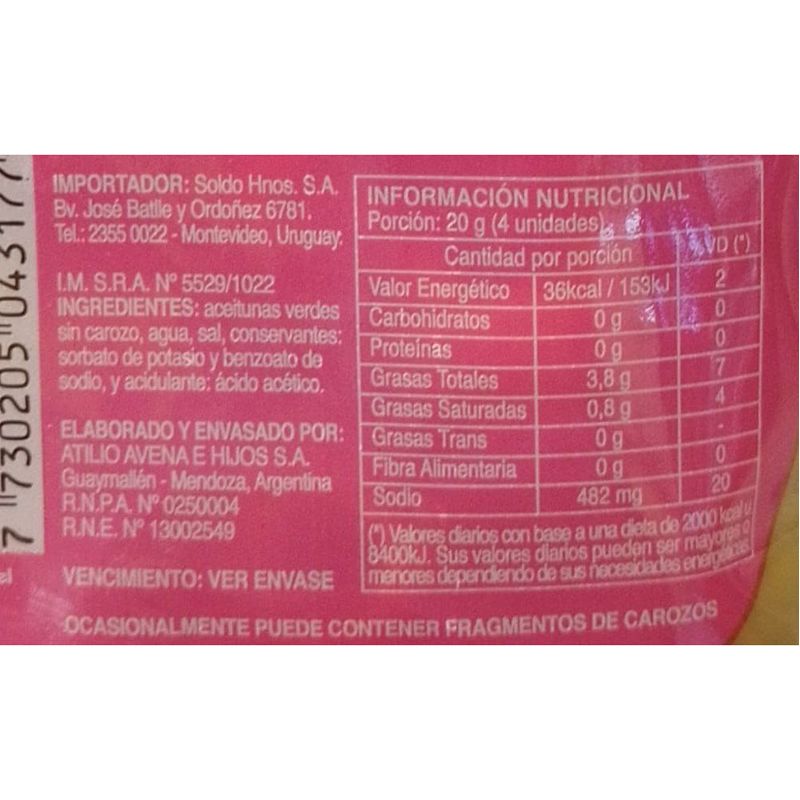 7 730205 043177
el
IMPORTADOR: Soldo Hnos. S.A.
Bv. José Batlle y Ordoñez 6781.
Tel.: 2355 0022 - Montevideo, Uruguay.
I.M. S.R.A. Nº 5529/1022
INGREDIENTES: aceitunas verdes
sin carozo, agua, sal, conservantes:
sorbato de potasio y benzoato de
sodio, y acidulante: ácido acético.
ELABORADO Y ENVASADO POR:
ATILIO AVENA E HIJOS S.A.
Guaymallén - Mendoza, Argentina
R.N.P.A. Nº 0250004
R.N.E. Nº 13002549
VENCIMIENTO: VER ENVASE
INFORMACIÓN NUTRICIONAL
Porción: 20 g (4 unidades)
Cantidad por porción VD (*)
Valor Energético 36kcal / 153kJ 2
Carbohidratos 0 g 0
Proteínas 0 g 0
Grasas Totales 3,8 g 7
Grasas Saturadas 0,8 g 4
Grasas Trans 0 g -
Fibra Alimentaria 0 g 0
Sodio 482 mg 20
(*) Valores diarios con base a una dieta de 2000 kcal u
8400kJ. Sus valores diarios pueden ser mayores o
menores dependiendo de sus necesidades energéticas
OCASIONALMENTE PUEDE CONTENER FRAGMENTOS DE CAROZOS